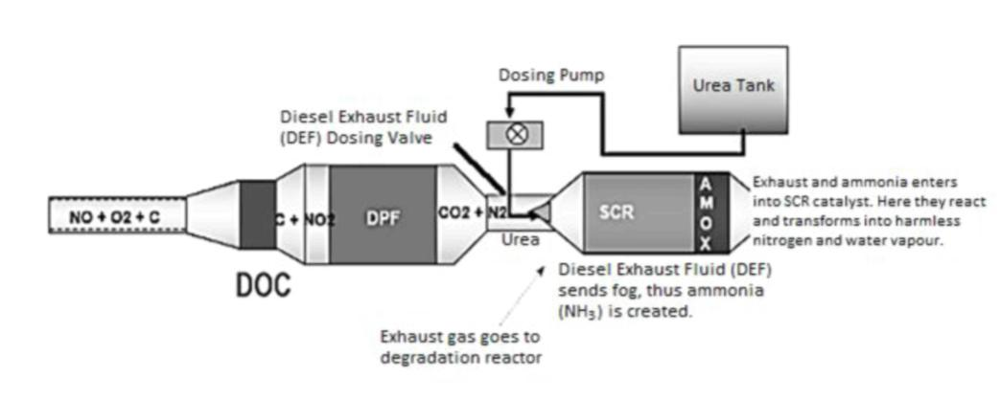 Dosing Pump
Urea Tank
Diesel Exhaust Fluid
(DEF) Dosing Valve
NO + O2 + C
C + NO2
DPF
CO2 + N2
Urea
SCR
A
M
O
X
Exhaust and ammonia enters
into SCR catalyst. Here they react
and transforms into harmless
nitrogen and water vapour.
DOC
Diesel Exhaust Fluid (DEF)
sends fog, thus ammonia
(NH₃) is created.
Exhaust gas goes to
degradation reactor